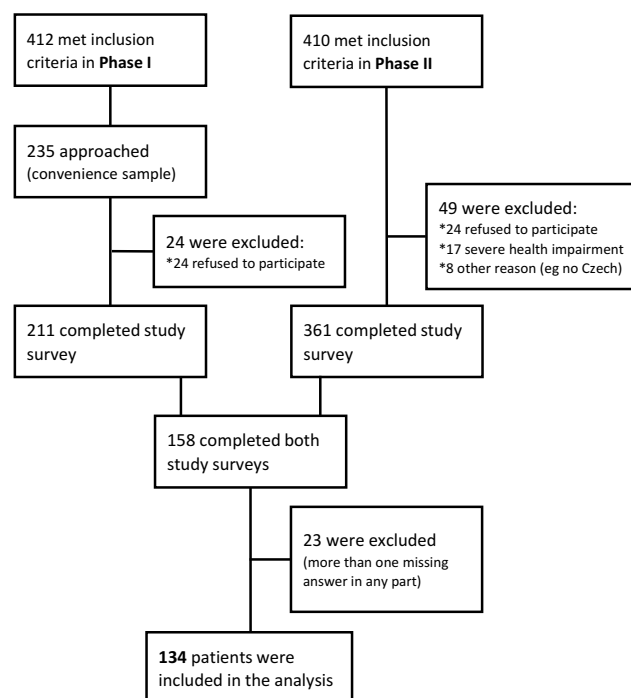 412 met inclusion
criteria in Phase I
410 met inclusion
criteria in Phase II
235 approached
(convenience sample)
49 were excluded:
*24 refused to participate
*17 severe health impairment
*8 other reason (eg no Czech)
24 were excluded:
*24 refused to participate
211 completed study
survey
361 completed study
survey
158 completed both
study surveys
23 were excluded
(more than one missing
answer in any part)
134 patients were
included in the analysis